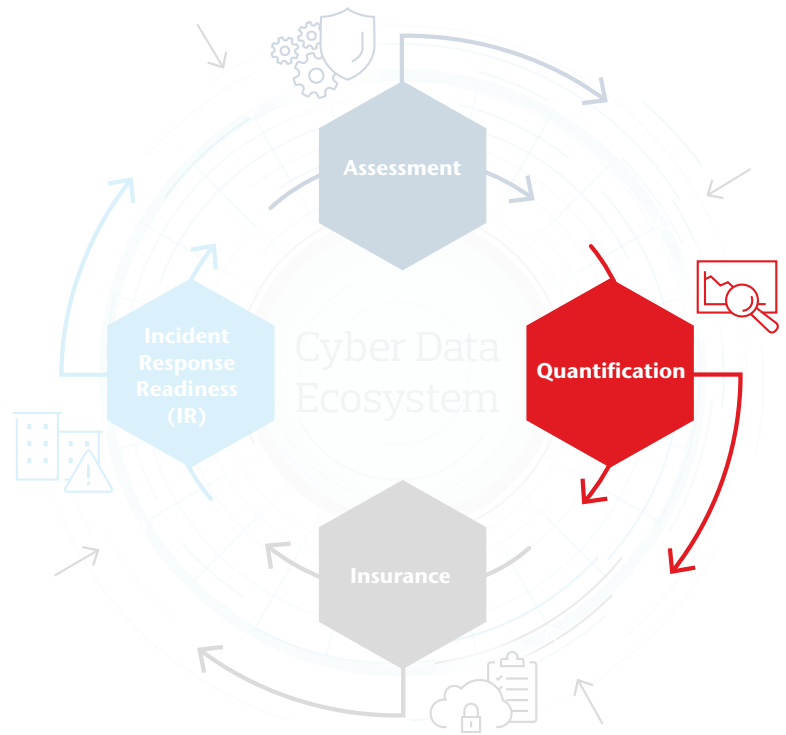 Assessment
Incident
Response
Readiness
(IR)
Cyber Data
Ecosystem
Quantification
Insurance